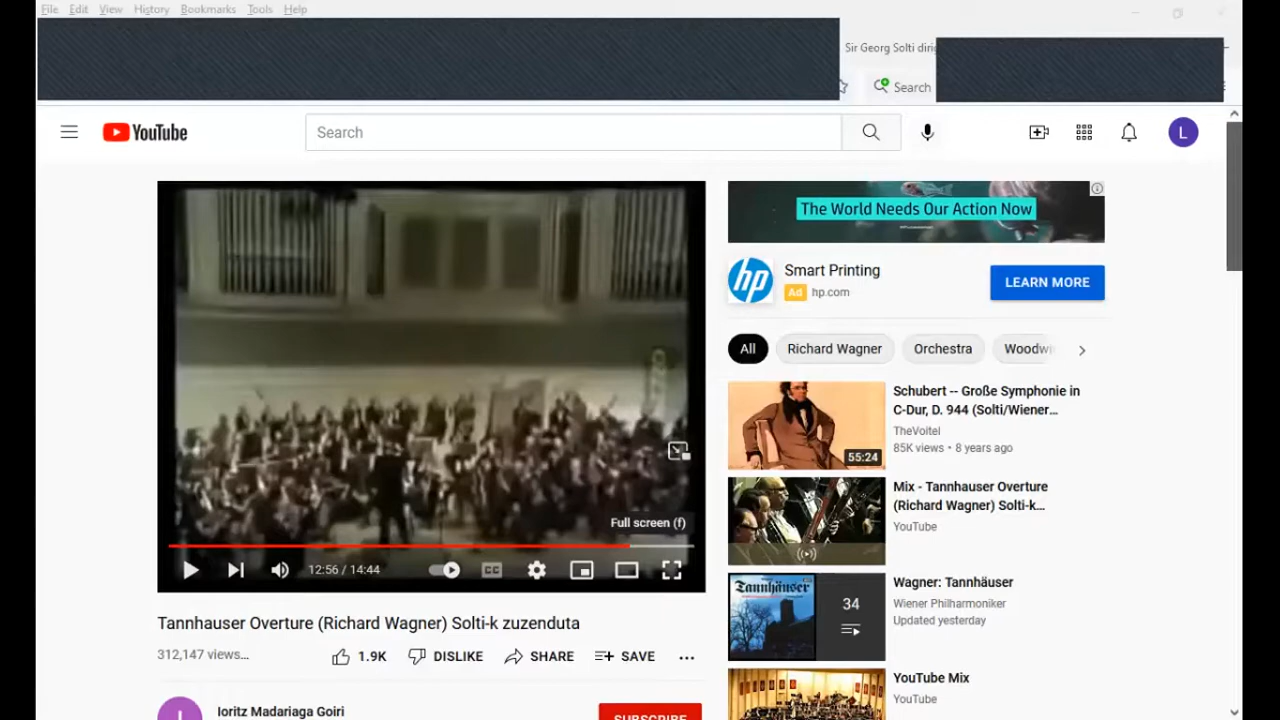 File Edit View History Bookmarks Tools Help
Sir Georg Solti diri
Search
YouTube
Search
L
The World Needs Our Action Now
hp
Smart Printing
Ad hp.com
LEARN MORE
All Richard Wagner Orchestra Woodwi
Schubert -- Große Symphonie in
C-Dur, D. 944 (Solti/Wiener...
TheVoitel
85K views • 8 years ago
55:24
Mix - Tannhauser Overture
(Richard Wagner) Solti-k...
YouTube
Tannhäuser
34
Wagner: Tannhäuser
Wiener Philharmoniker
Updated yesterday
YouTube Mix
YouTube
Full screen (f)
12:56 / 14:44
CC
Tannhauser Overture (Richard Wagner) Solti-k zuzenduta
312,147 views...
1.9K DISLIKE SHARE SAVE ...
Ioritz Madariaga Goiri
SUBSCRIBE